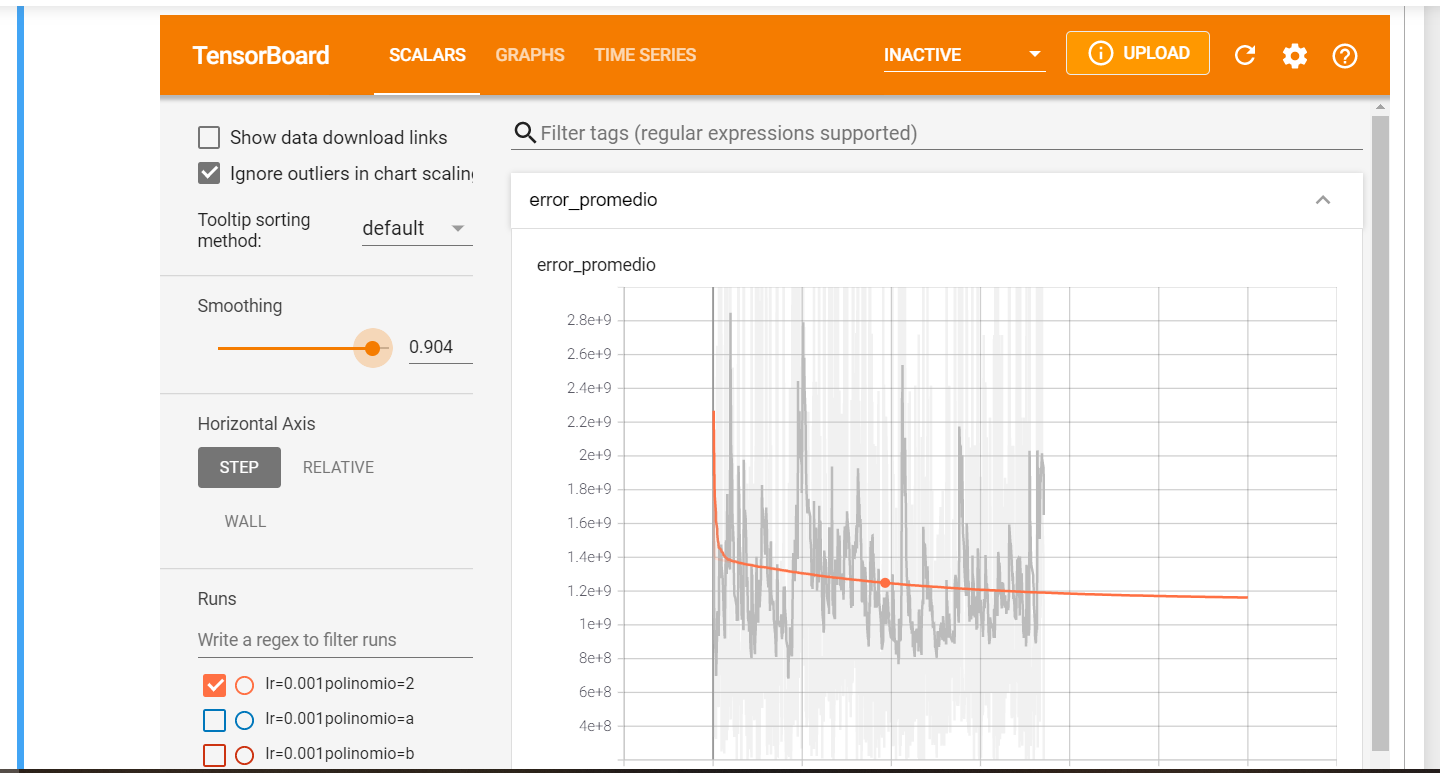 TensorBoard SCALARS GRAPHS TIME SERIES INACTIVE UPLOAD
Show data download links
Ignore outliers in chart scaling
Tooltip sorting
method:
default
Smoothing
0.904
Horizontal Axis
STEP RELATIVE
WALL
Runs
Write a regex to filter runs
lr=0.001polinomio=2
lr=0.001polinomio=a
lr=0.001polinomio=b
Filter tags (regular expressions supported)
error_promedio
error_promedio
2.8e+9
2.6e+9
2.4e+9
2.2e+9
2e+9
1.8e+9
1.6e+9
1.4e+9
1.2e+9
1e+9
8e+8
6e+8
4e+8